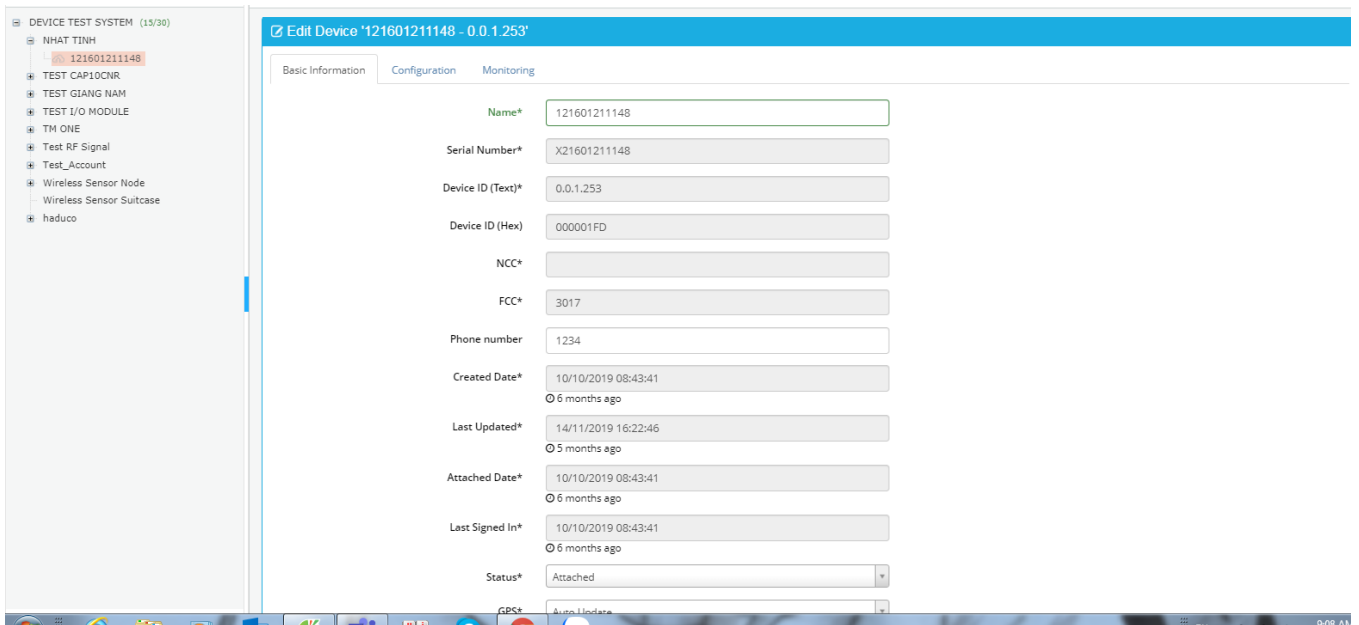 DEVICE TEST SYSTEM (15/30)
NHAT TINH
121601211148
TEST CAP10CNR
TEST GIANG NAM
TEST I/O MODULE
TM ONE
Test RF Signal
Test_Account
Wireless Sensor Node
Wireless Sensor Suitcase
haduco
Edit Device '121601211148 - 0.0.1.253'
Basic Information Configuration Monitoring
Name* 121601211148
Serial Number* X21601211148
Device ID (Text)* 0.0.1.253
Device ID (Hex) 000001FD
NCC*
FCC* 3017
Phone number 1234
Created Date* 10/10/2019 08:43:41
6 months ago
Last Updated* 14/11/2019 16:22:46
5 months ago
Attached Date* 10/10/2019 08:43:41
6 months ago
Last Signed In* 10/10/2019 08:43:41
6 months ago
Status* Attached
GPS* Auto Update
9:08 AM